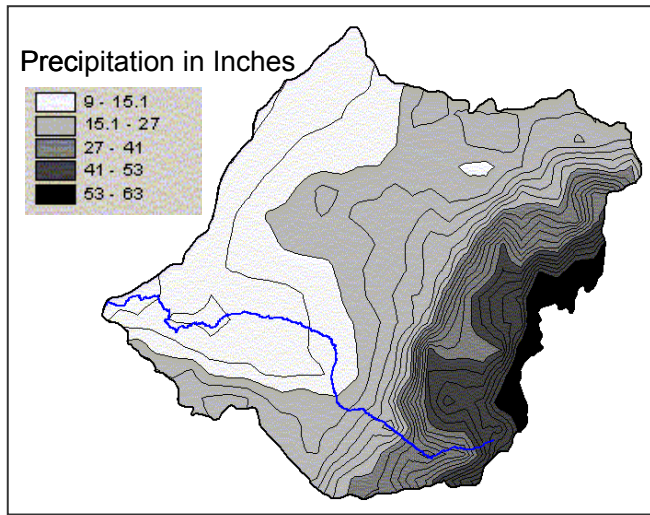 Precipitation in Inches
9 - 15.1
15.1 - 27
27 - 41
41 - 53
53 - 63